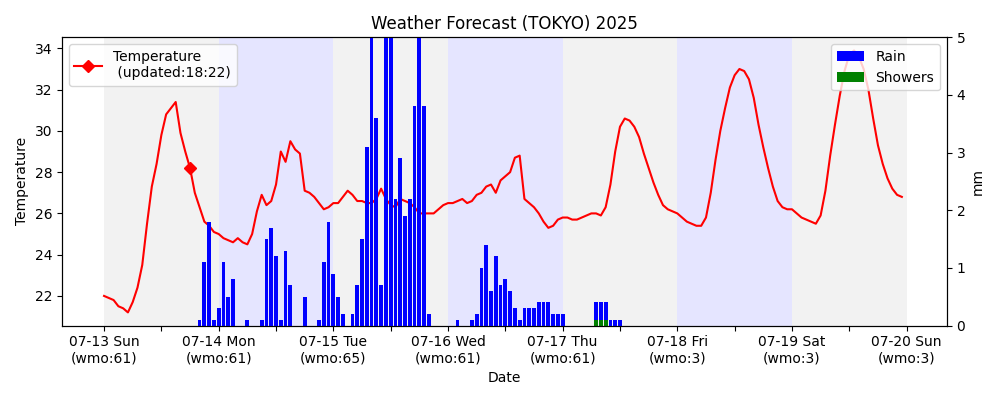 Weather Forecast (TOKYO) 2025
Temperature
(updated:18:22)
Rain
Showers
34
32
30
28
26
24
22
Temperature
5
4
3
2
1
0
mm
07-13 Sun
(wmo:61)
07-14 Mon
(wmo:61)
07-15 Tue
(wmo:65)
07-16 Wed
(wmo:61)
07-17 Thu
(wmo:61)
07-18 Fri
(wmo:3)
07-19 Sat
(wmo:3)
07-20 Sun
(wmo:3)
Date